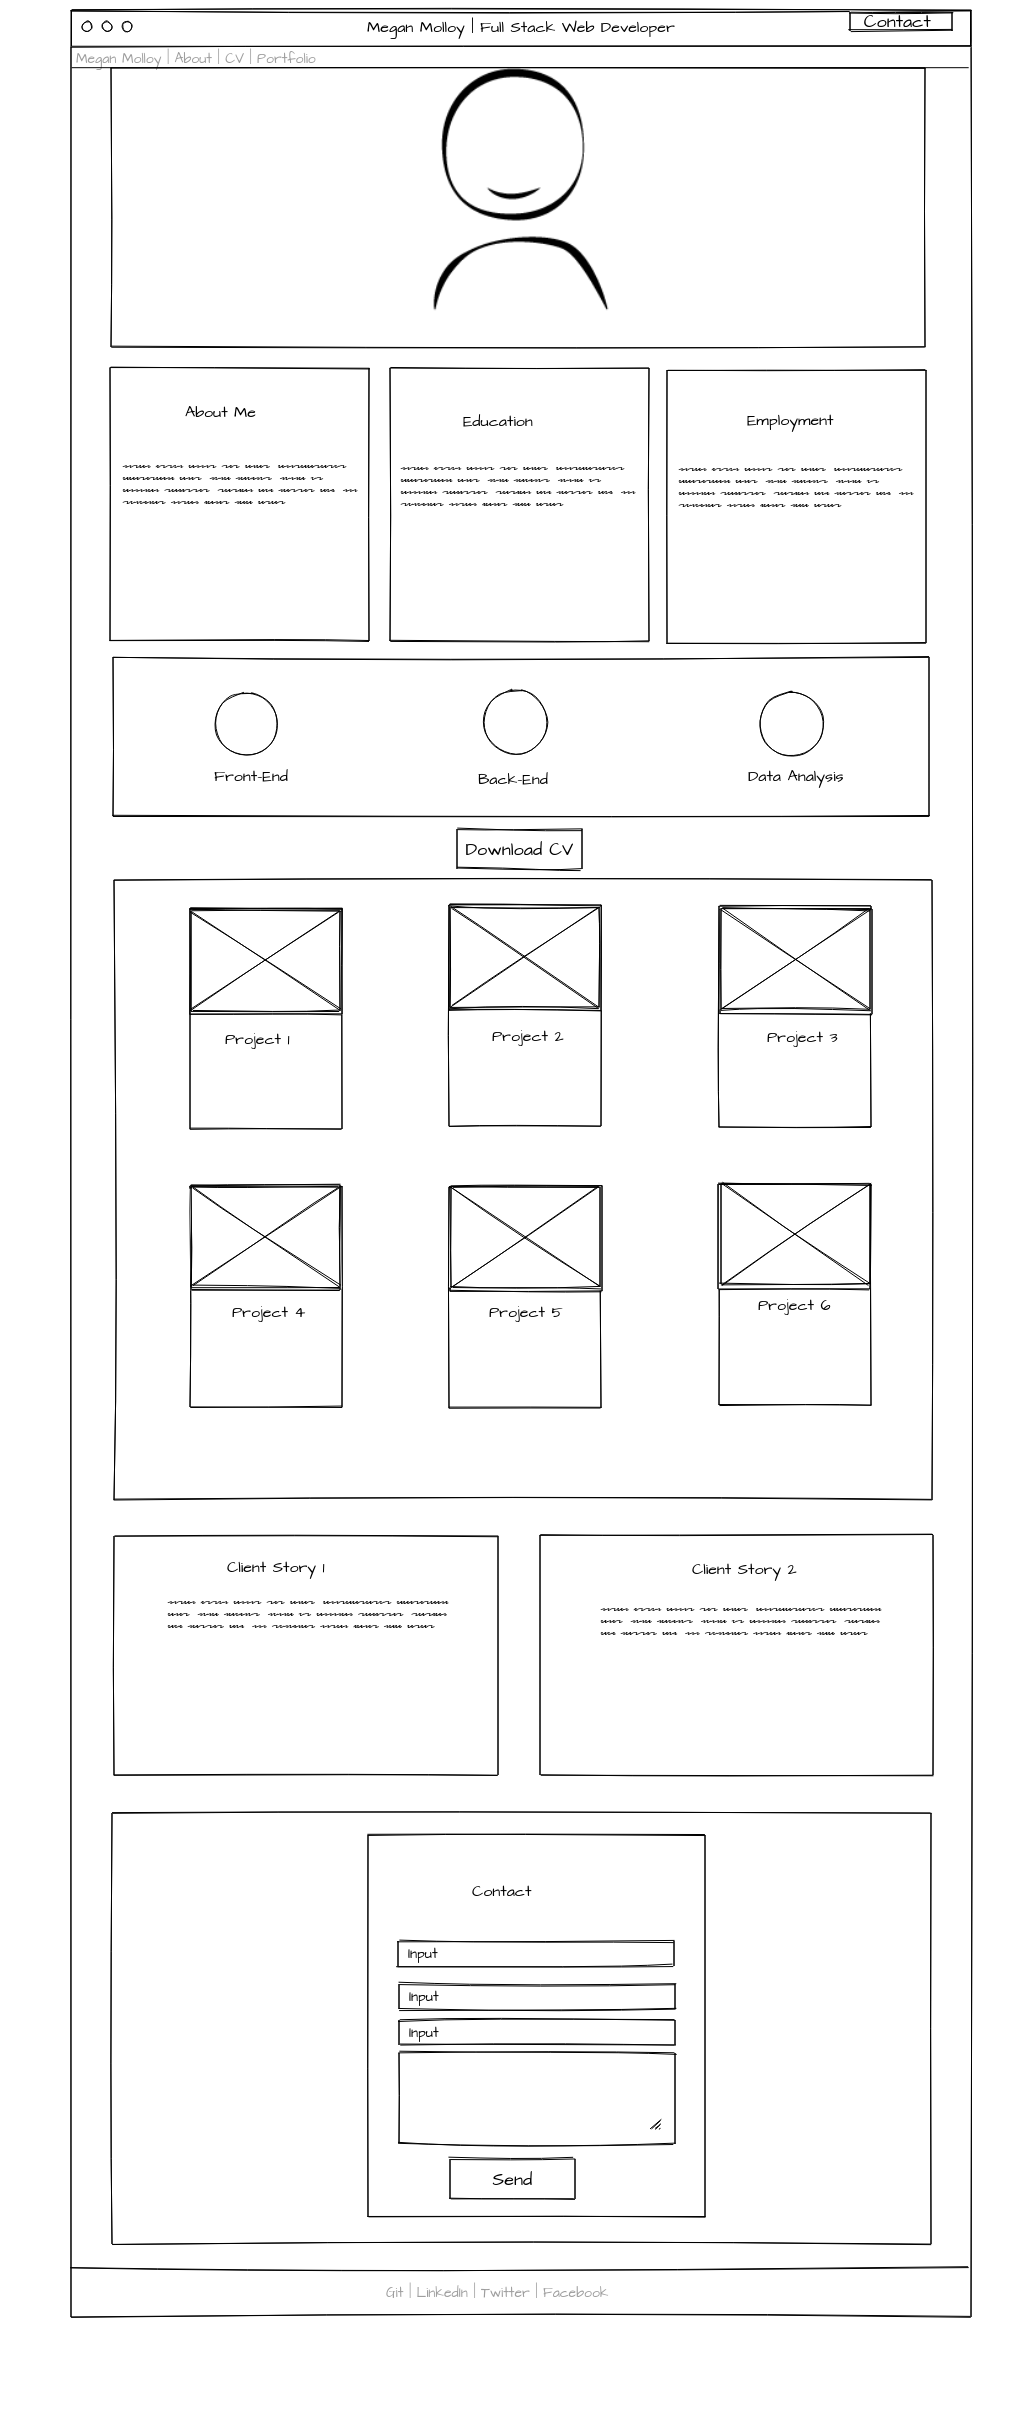 Megan Molloy | Full Stack Web Developer
Contact
Megan Molloy | About | CV | Portfolio
About Me
Education
Employment
Front-End
Back-End
Data Analysis
Download CV
Project 1
Project 2
Project 3
Project 4
Project 5
Project 6
Client Story 1
Client Story 2
Contact
Input
Input
Input
Send
Git | LinkedIn | Twitter | Facebook